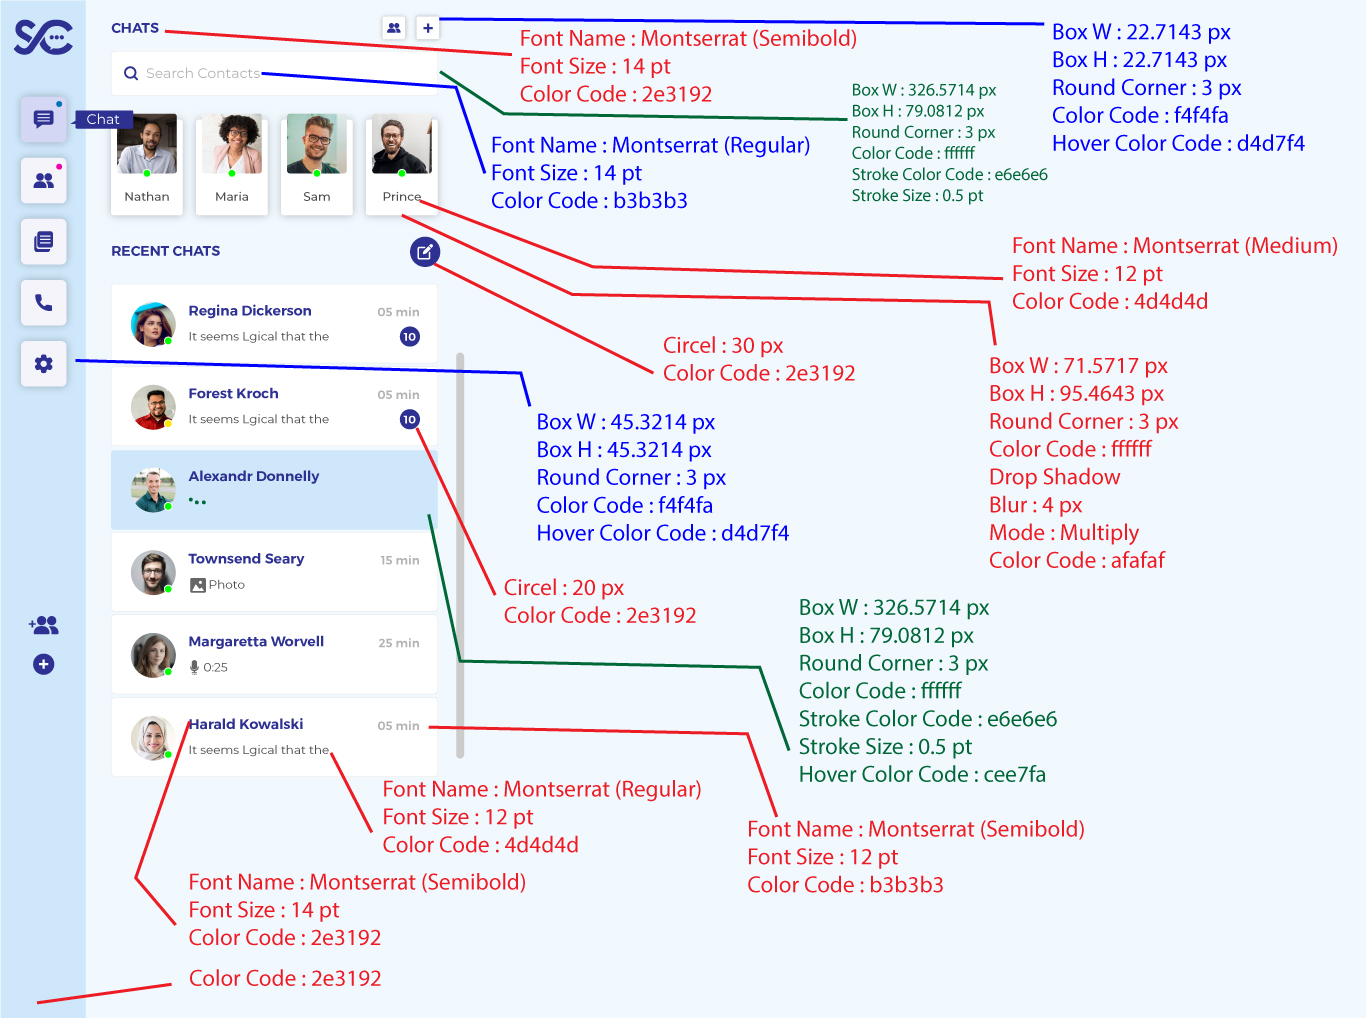 SC
CHATS
Search Contacts
Chat
Nathan
Maria
Sam
Prince
RECENT CHATS
Regina Dickerson
05 min
It seems Lgical that the
10
Forest Kroch
05 min
It seems Lgical that the
10
Alexandr Donnelly
Townsend Seary
15 min
Photo
Margaretta Worvell
25 min
0:25
Harald Kowalski
05 min
It seems Lgical that the
Font Name : Montserrat (Semibold)
Font Size : 14 pt
Color Code : 2e3192
Box W : 22.7143 px
Box H : 22.7143 px
Round Corner : 3 px
Color Code : f4f4fa
Hover Color Code : d4d7f4
Box W : 326.5714 px
Box H : 79.0812 px
Round Corner : 3 px
Color Code : ffffff
Stroke Color Code : e6e6e6
Stroke Size : 0.5 pt
Font Name : Montserrat (Regular)
Font Size : 14 pt
Color Code : b3b3b3
Font Name : Montserrat (Medium)
Font Size : 12 pt
Color Code : 4d4d4d
Circel : 30 px
Color Code : 2e3192
Box W : 71.5717 px
Box H : 95.4643 px
Round Corner : 3 px
Color Code : ffffff
Drop Shadow
Blur : 4 px
Mode : Multiply
Color Code : afafaf
Box W : 45.3214 px
Box H : 45.3214 px
Round Corner : 3 px
Color Code : f4f4fa
Hover Color Code : d4d7f4
Circel : 20 px
Color Code : 2e3192
Box W : 326.5714 px
Box H : 79.0812 px
Round Corner : 3 px
Color Code : ffffff
Stroke Color Code : e6e6e6
Stroke Size : 0.5 pt
Hover Color Code : cee7fa
Font Name : Montserrat (Regular)
Font Size : 12 pt
Color Code : 4d4d4d
Font Name : Montserrat (Semibold)
Font Size : 12 pt
Color Code : b3b3b3
Font Name : Montserrat (Semibold)
Font Size : 14 pt
Color Code : 2e3192
Color Code : 2e3192